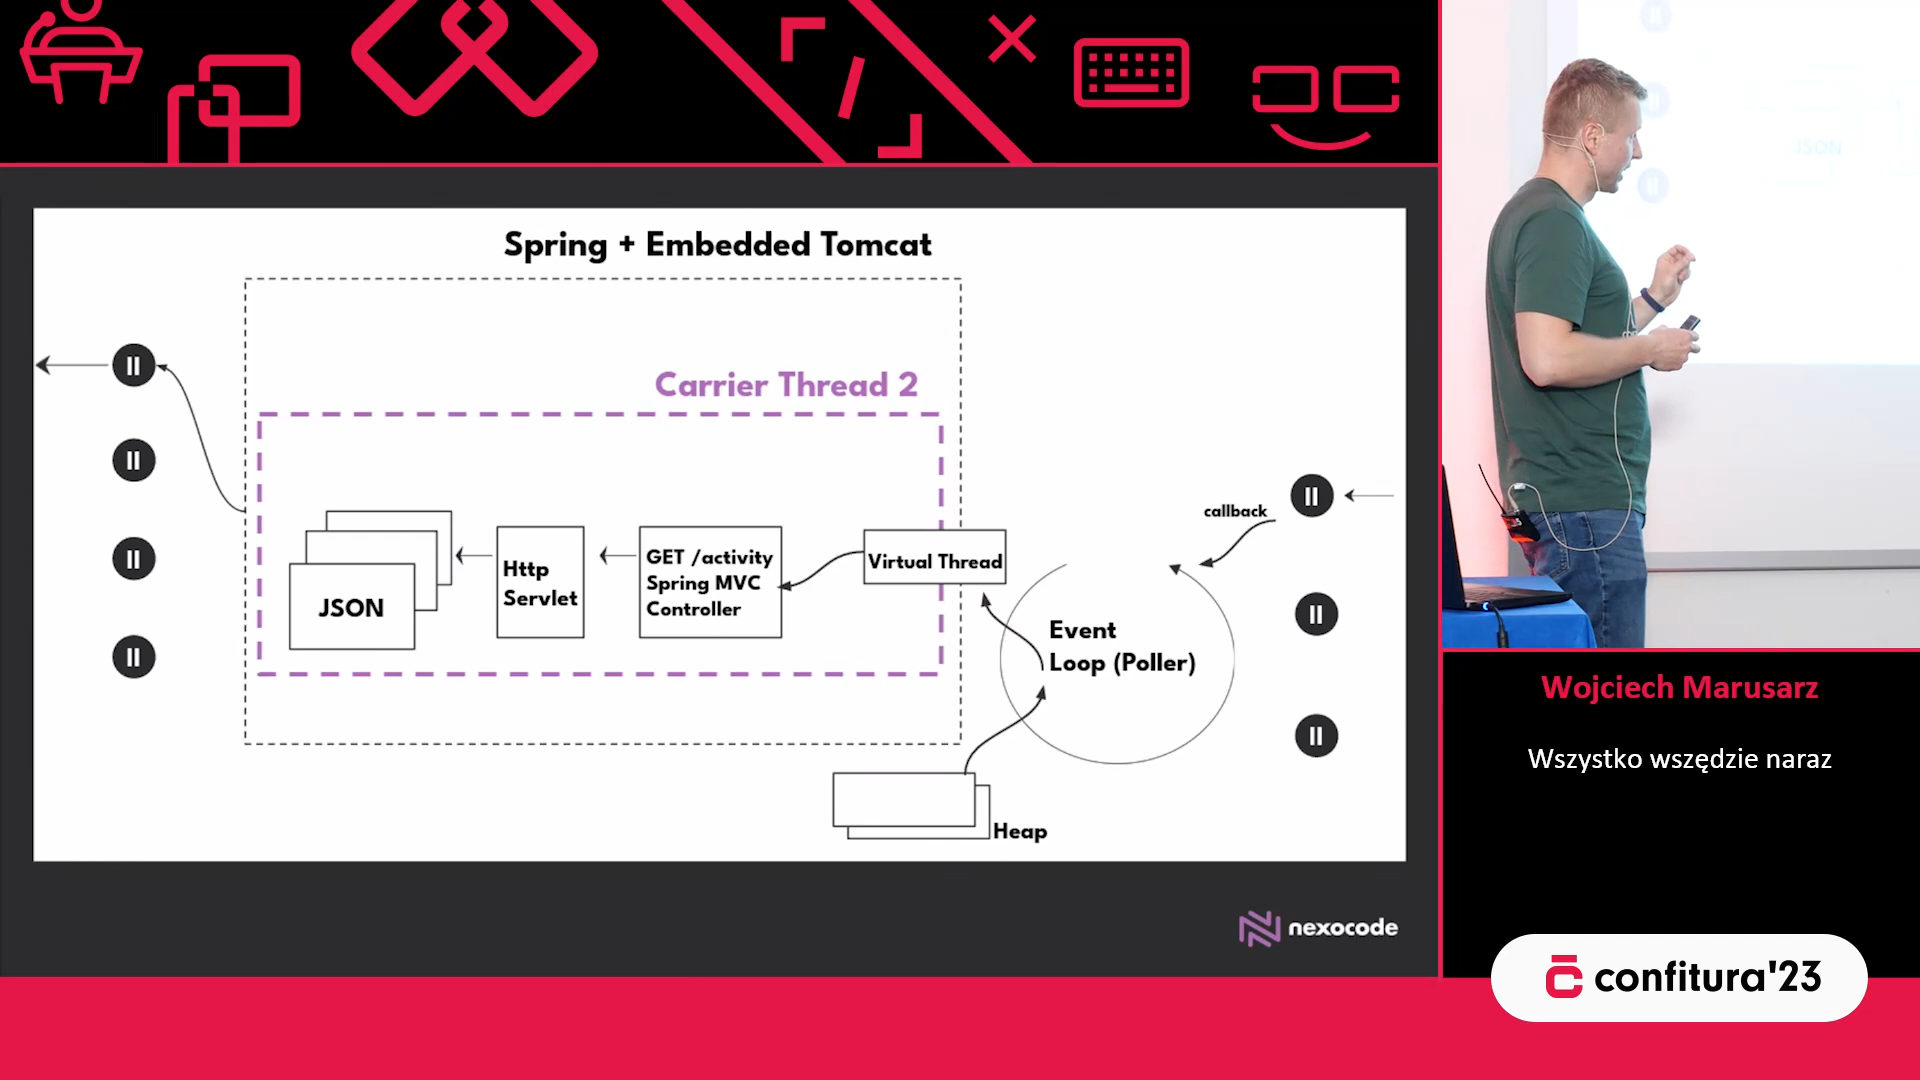 Spring + Embedded Tomcat
Carrier Thread 2
JSON
Http
Servlet
GET /activity
Spring MVC
Controller
Virtual Thread
callback
Event
Loop (Poller)
Heap
nexocode
JSON
Wojciech Marusarz
Wszystko wszędzie naraz
confitura'23